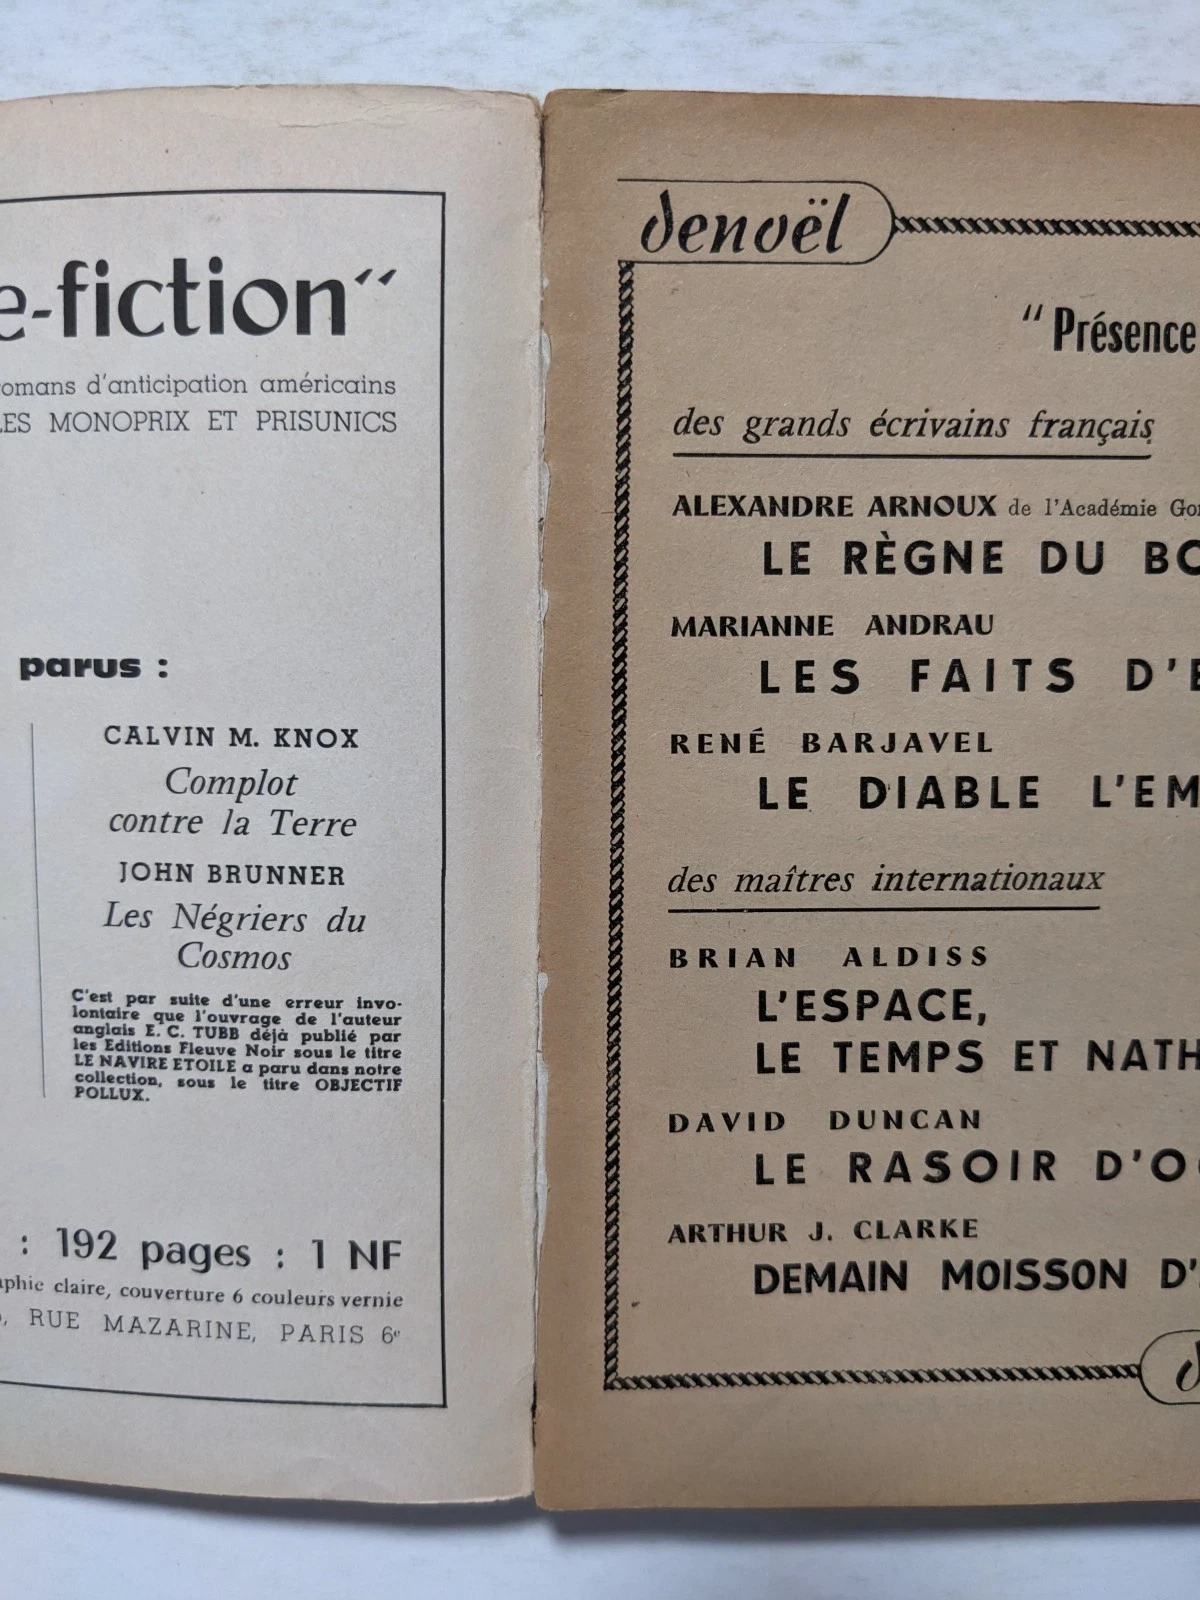 e-fiction"
romans d'anticipation américains
LES MONOPRIX ET PRISUNICS
parus :
CALVIN M. KNOX
Complot
contre la Terre
JOHN BRUNNER
Les Négriers du
Cosmos
C'est par suite d'une erreur invo-
lontaire que l'ouvrage de l'auteur
anglais E. C. TUBB déjà publié par
les Editions Fleuve Noir sous le titre
LE NAVIRE ETOILE a paru dans notre
collection, sous le titre OBJECTIF
POLLUX.
: 192 pages : 1 NF
claire, couverture 6 couleurs vernie
RUE MAZARINE, PARIS 6e
denoël
"Présence
des grands écrivains français
ALEXANDRE ARNOUX de l'Académie
LE RÈGNE DU
MARIANNE ANDRAU
LES FAITS
RENÉ BARJAVEL
LE DIABLE
des maîtres internationaux
BRIAN ALDISS
L'ESPACE,
LE TEMPS ET
DAVID DUNCAN
LE RASOIR
ARTHUR J. CLARKE
DEMAIN MOISSON